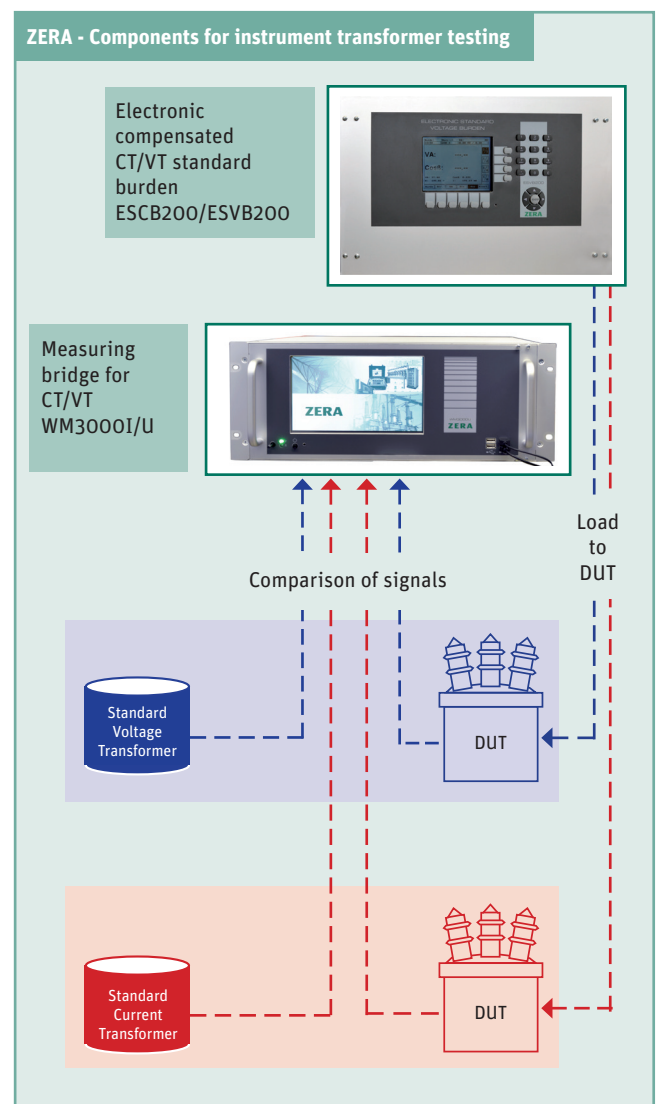 ZERA - Components for instrument transformer testing
Electronic
compensated
CT/VT standard
burden
ESCB200/ESVB200
ELECTRONIC STANDARD
VOLTAGE BURDEN
VA
ZERA
Measuring
bridge for
CT/VT
WM3000I/U
ZERA
ZERA
Load
to
DUT
Comparison of signals
Standard
Voltage
Transformer
DUT
Standard
Current
Transformer
DUT